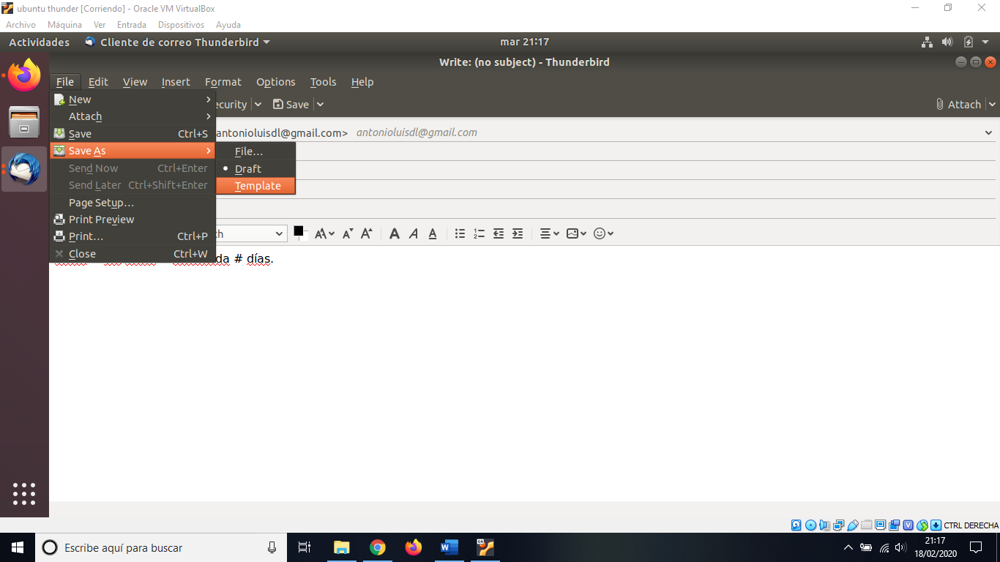 ubuntu thunder [Corriendo] - Oracle VM VirtualBox
Archivo Máquina Ver Entrada Dispositivos Ayuda
Actividades Cliente de correo Thunderbird mar 21:17
Write: (no subject) - Thunderbird
File Edit View Insert Format Options Tools Help
New
ecurity Save Attach
Attach
Save Ctrl+S
antonioluisdl@gmail.com> antonioluisdl@gmail.com
Save As
File...
Send Now Ctrl+Enter
Draft
Send Later Ctrl+Shift+Enter
Template
Page Setup...
Print Preview
Print... Ctrl+P
Close Ctrl+W
da # días.
CTRL DERECHA
Escribe aquí para buscar
21:17
18/02/2020